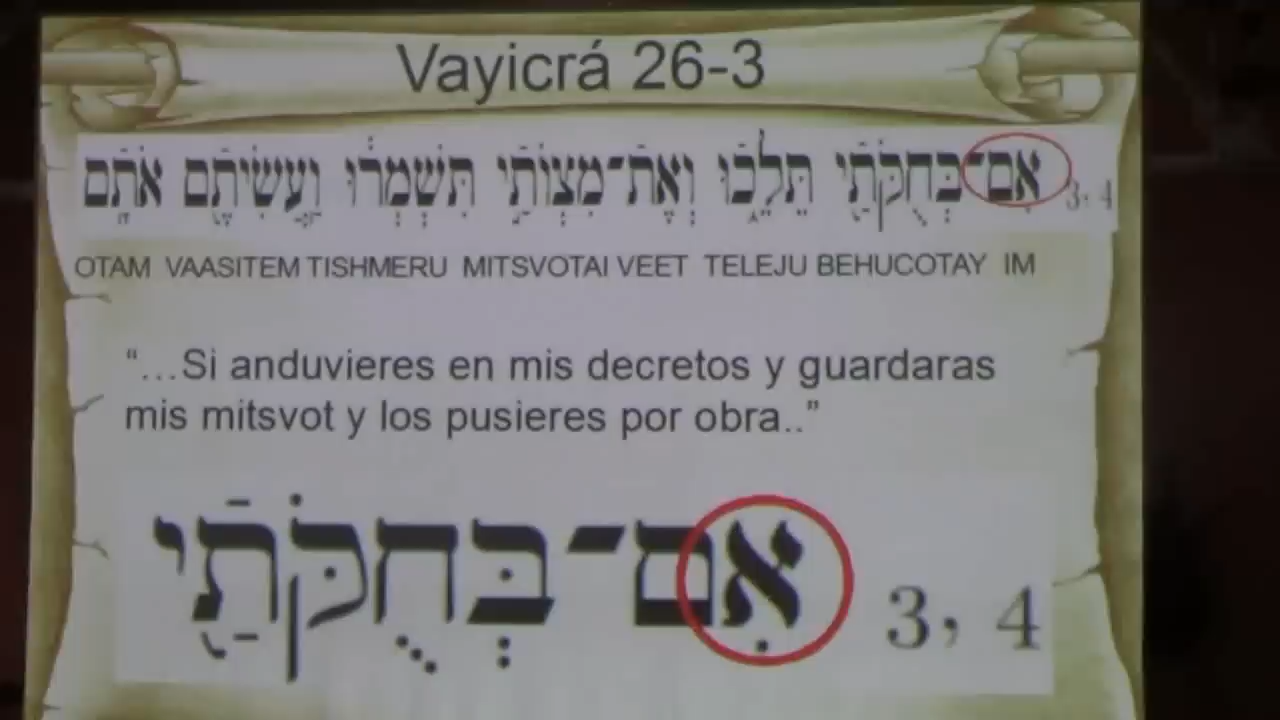 Vayicrá 26-3
אִם־בְּחֻקֹּתַ֖י תֵּלֵ֑כוּ וְאֶת־מִצְוֺתַ֣י תִּשְׁמְר֔וּ וַעֲשִׂיתֶ֖ם אֹתָֽם 3, 4
OTAM VAASITEM TISHMERU MITSVOTAI VEET TELEJU BEHUCOTAY IM
“...Si anduvieres en mis decretos y guardaras
mis mitsvot y los pusieres por obra..”
אִם־בְּחֻקֹּתַ֖י 3, 4